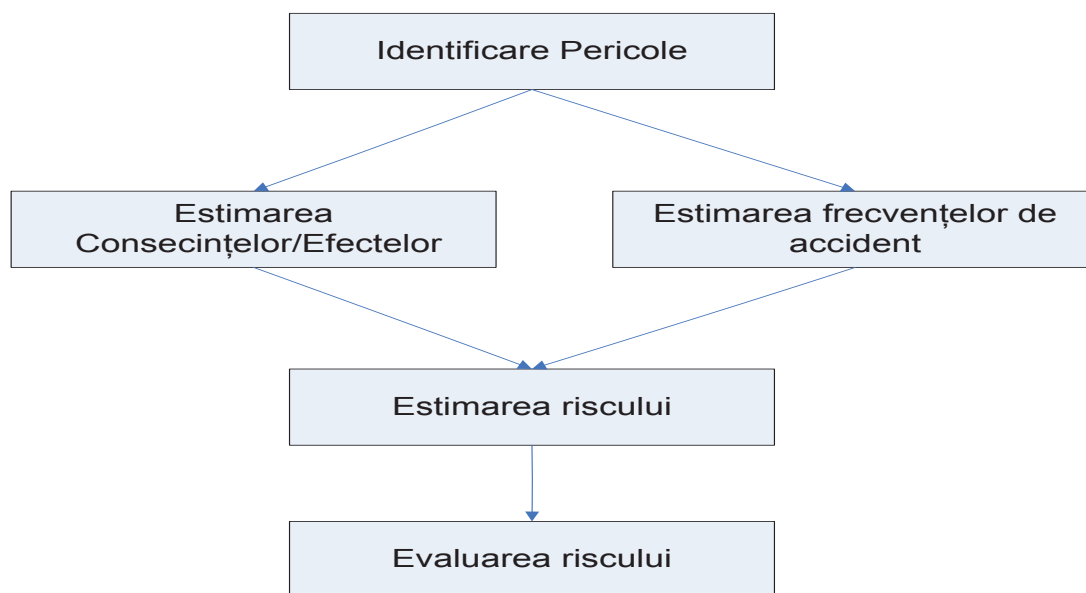 Identificare Pericole
Estimarea
Consecințelor/Efectelor
Estimarea frecvențelor de
accident
Estimarea riscului
Evaluarea riscului